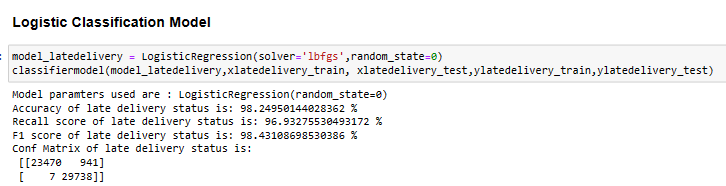 Logistic Classification Model
model_latedelivery = LogisticRegression(solver='lbfgs',random_state=0)
classifiermodel(model_latedelivery,xlatedelivery_train, xlatedelivery_test,ylatedelivery_train,ylatedelivery_test)
Model paramters used are : LogisticRegression(random_state=0)
Accuracy of late delivery status is: 98.24950144028362 %
Recall score of late delivery status is: 96.93275530493172 %
F1 score of late delivery status is: 98.43108698530386 %
Conf Matrix of late delivery status is:
[[23470   941]
[    7 29738]]